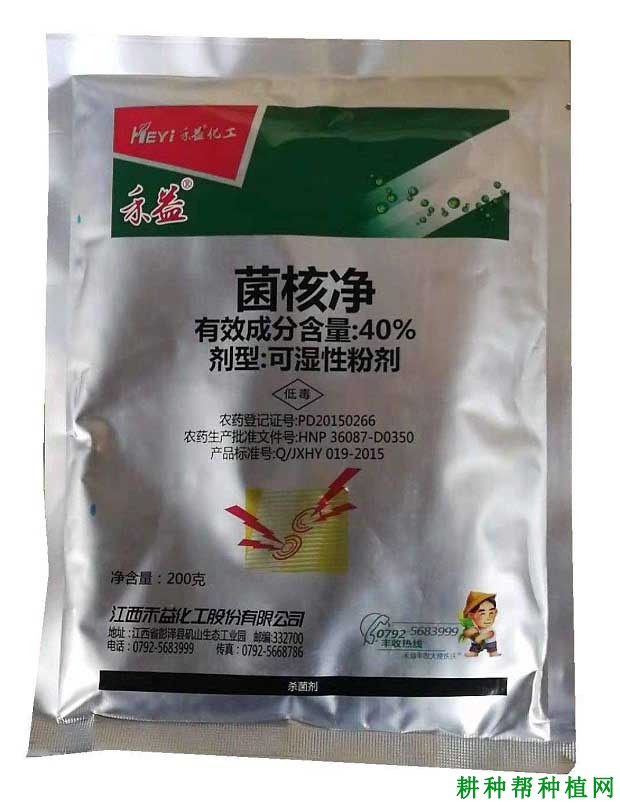 HEYi 禾益化工
禾益®
菌核净
有效成分含量:40%
剂型:可湿性粉剂
低毒
农药登记证号:PD20150266
农药生产批准文件号:HNP 36087-D0350
产品标准号:Q/JXHY 019-2015
净含量：200克
江西禾益化工股份有限公司
地址:江西省彭泽县矶山生态工业园 邮编:332700
电话：0792-5683999 传真：0792-5668786
0792-5683999
丰收热线
杀菌剂
耕种帮种植网